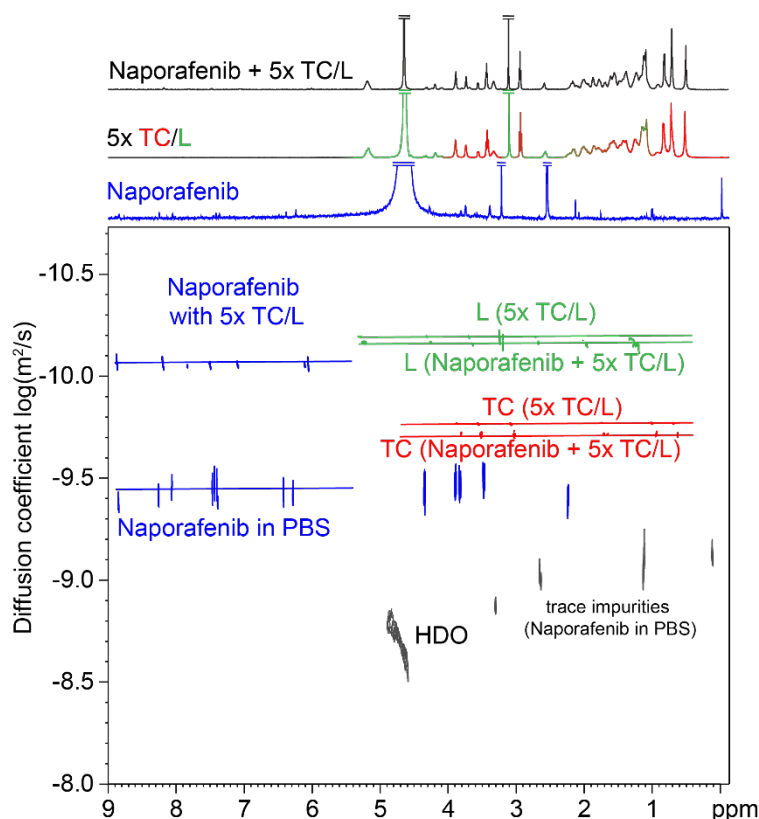 Naporafenib + 5x TC/L
5x TC/L
Naporafenib
-10.5
-10.0
-9.5
-9.0
-8.5
-8.0
Diffusion coefficient log(m²/s)
Naporafenib
with 5x TC/L
L (5x TC/L)
L (Naporafenib + 5x TC/L)
TC (5x TC/L)
TC (Naporafenib + 5x TC/L)
Naporafenib in PBS
trace impurities
(Naporafenib in PBS)
HDO
9 8 7 6 5 4 3 2 1 ppm